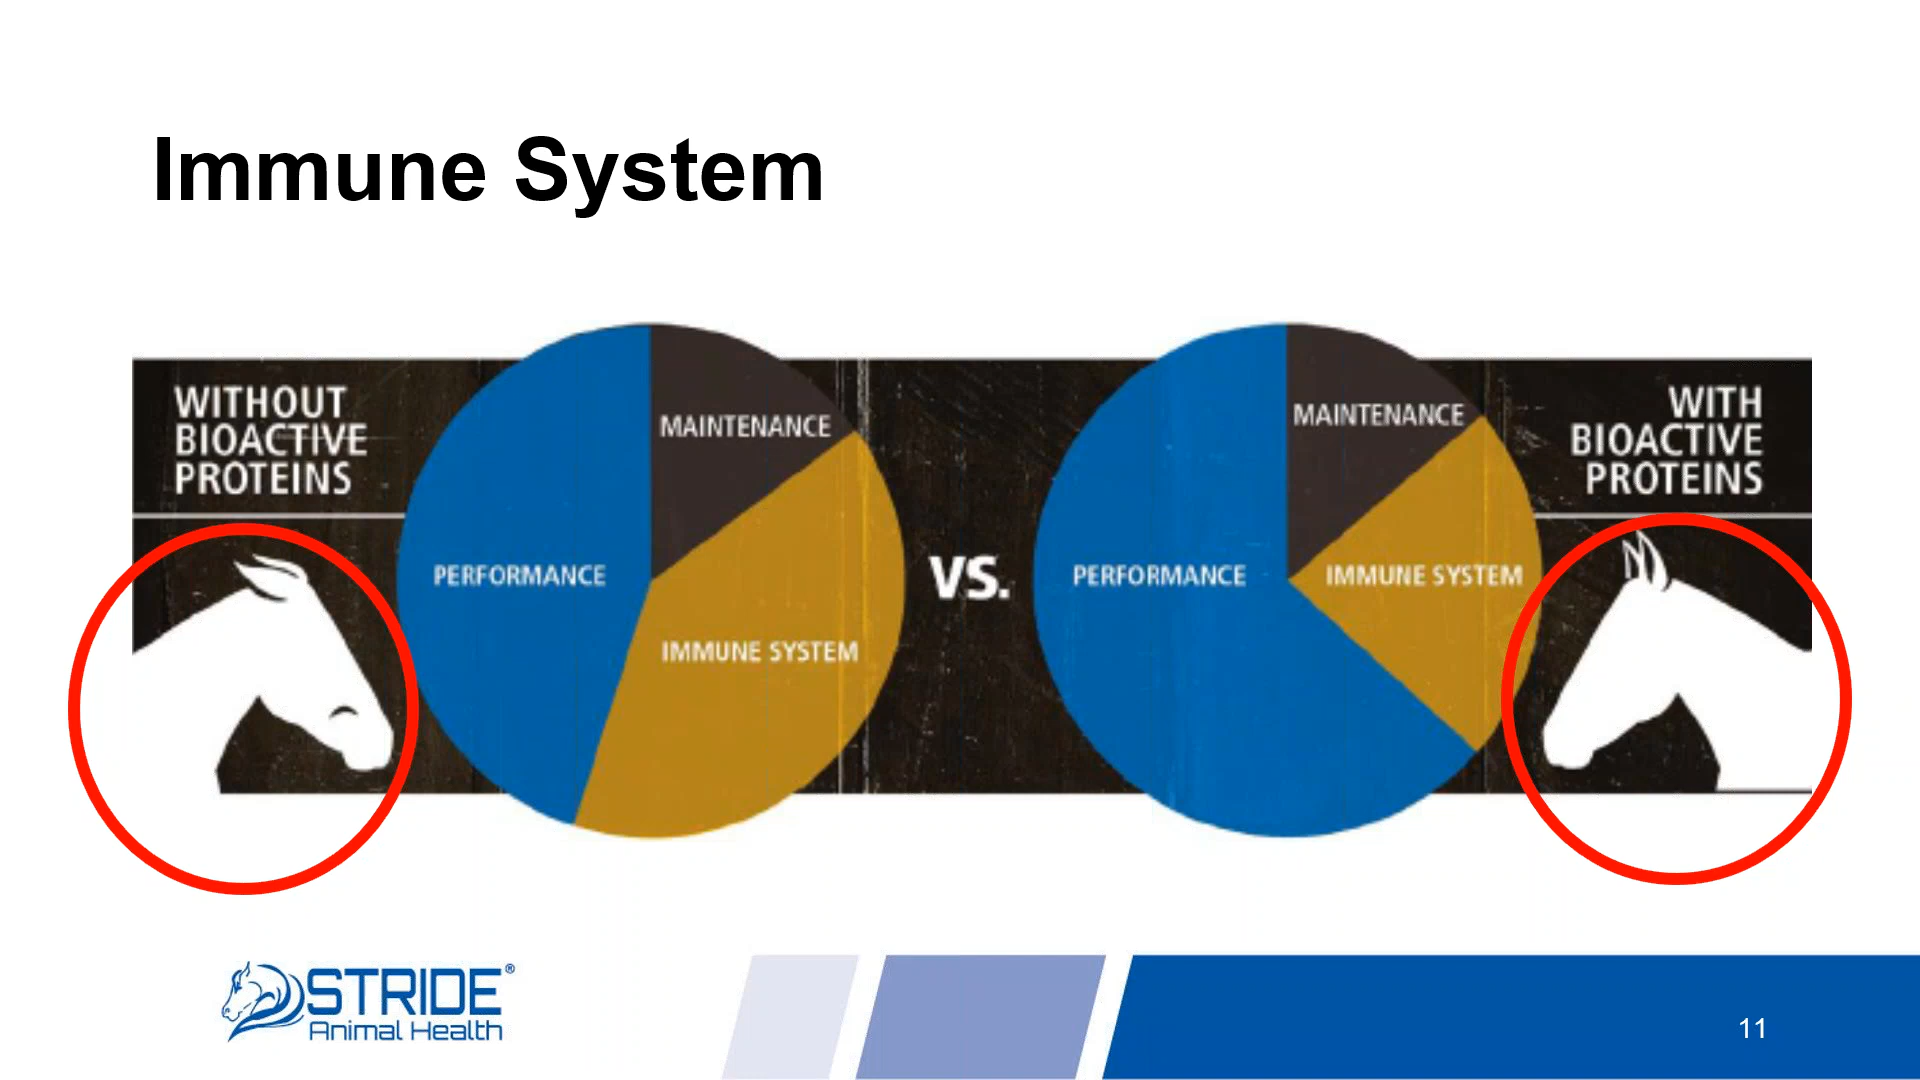 Immune System
WITHOUT
BIOACTIVE
PROTEINS
MAINTENANCE
PERFORMANCE
IMMUNE SYSTEM
VS.
MAINTENANCE
PERFORMANCE
IMMUNE SYSTEM
WITH
BIOACTIVE
PROTEINS
STRIDE®
Animal Health
11